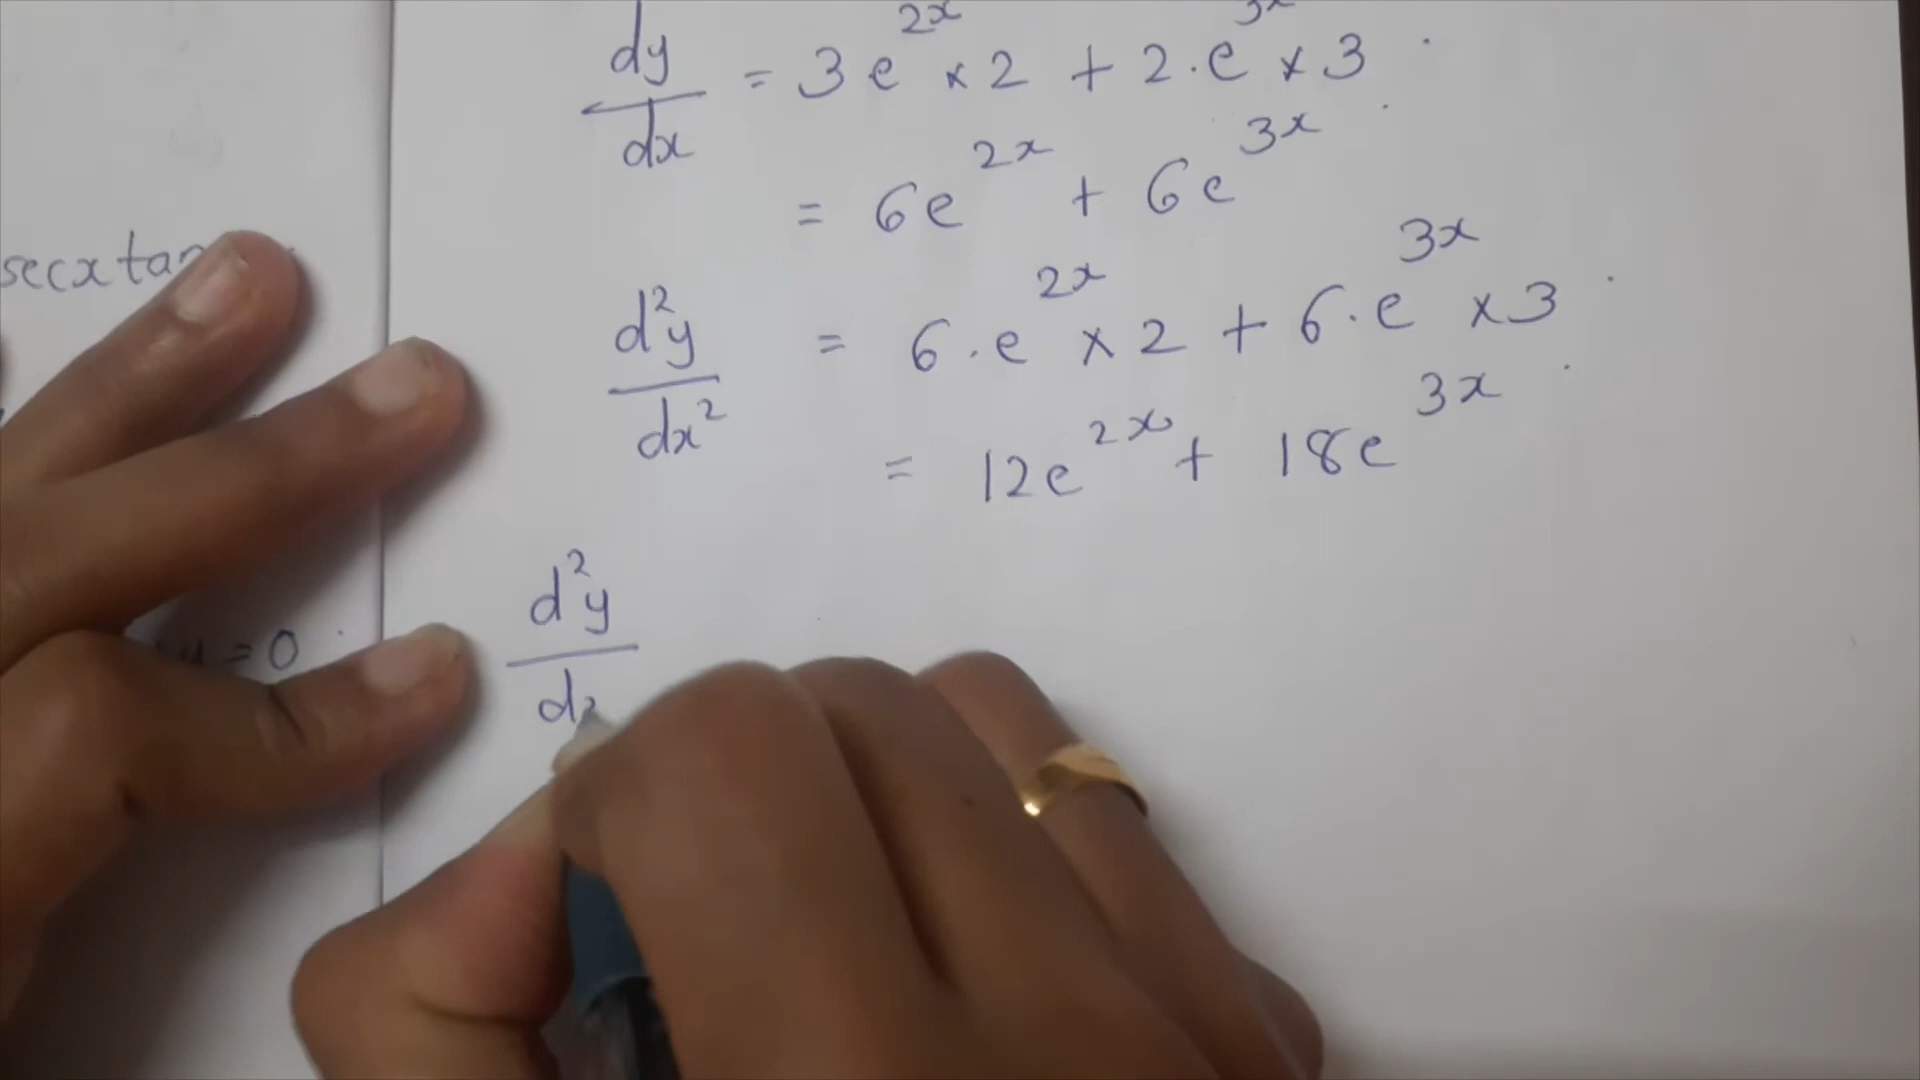 dy/dx = 3e^2x × 2 + 2.e^3x × 3
= 6e^2x + 6e^3x
secx tan
d²y/dx² = 6.e^2x × 2 + 6.e^3x × 3
= 12e^2x + 18e^3x
d²y/d
y = 0